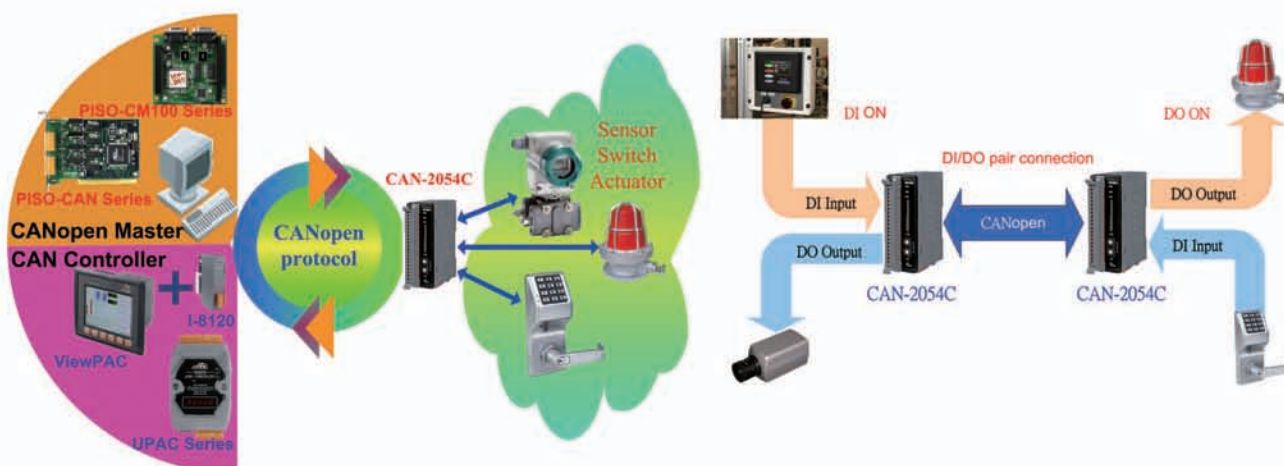 PISO-CM100 Series
PISO-CAN Series
CANopen Master
CAN Controller
I-8120
ViewPAC
UPAC Series
CANopen
protocol
CAN-2054C
Sensor
Switch
Actuator
DI ON
DO ON
DI/DO pair connection
DI Input
DO Output
CANopen
DO Output
DI Input
CAN-2054C
CAN-2054C